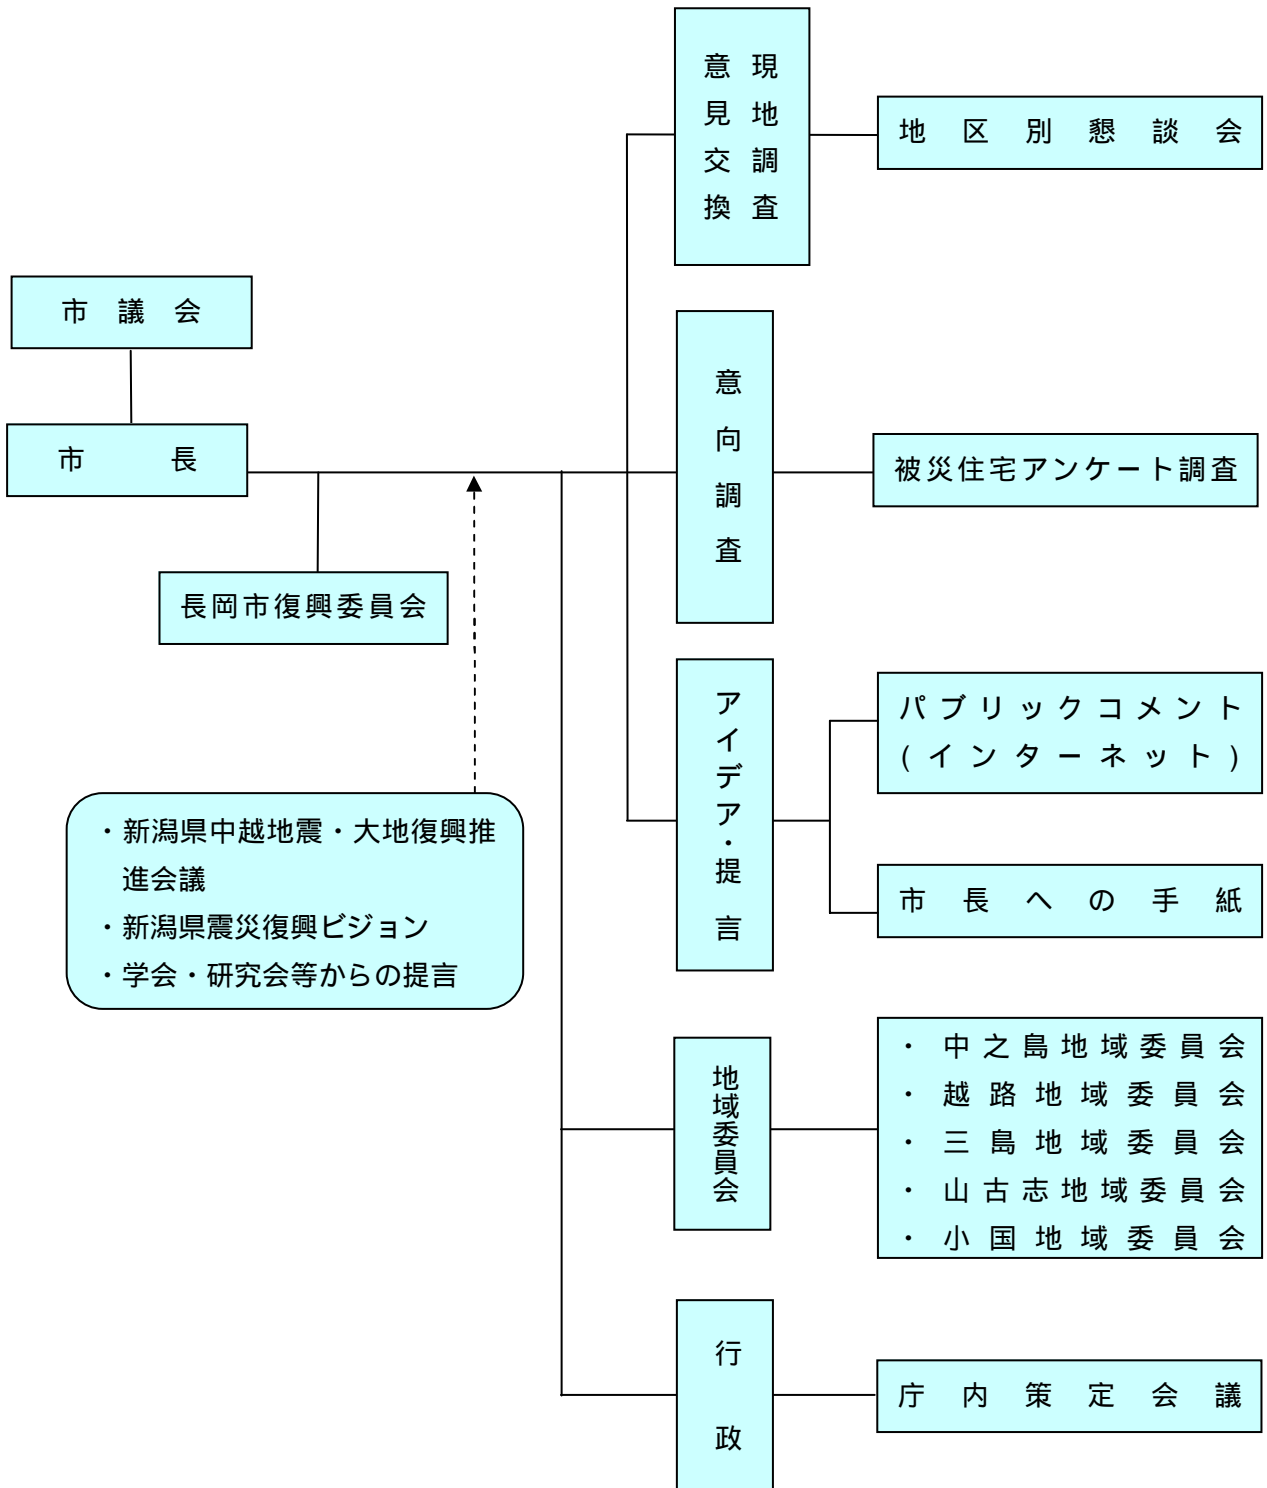 現地調査
意見交換
地区別懇談会
市議会
市長
意向調査
被災住宅アンケート調査
長岡市復興委員会
アイデア・提言
パブリックコメント
(インターネット)
市長への手紙
・新潟県中越地震・大地復興推
進会議
・新潟県震災復興ビジョン
・学会・研究会等からの提言
地域委員会
・中之島地域委員会
・越路地域委員会
・三島地域委員会
・山古志地域委員会
・小国地域委員会
行政
庁内策定会議